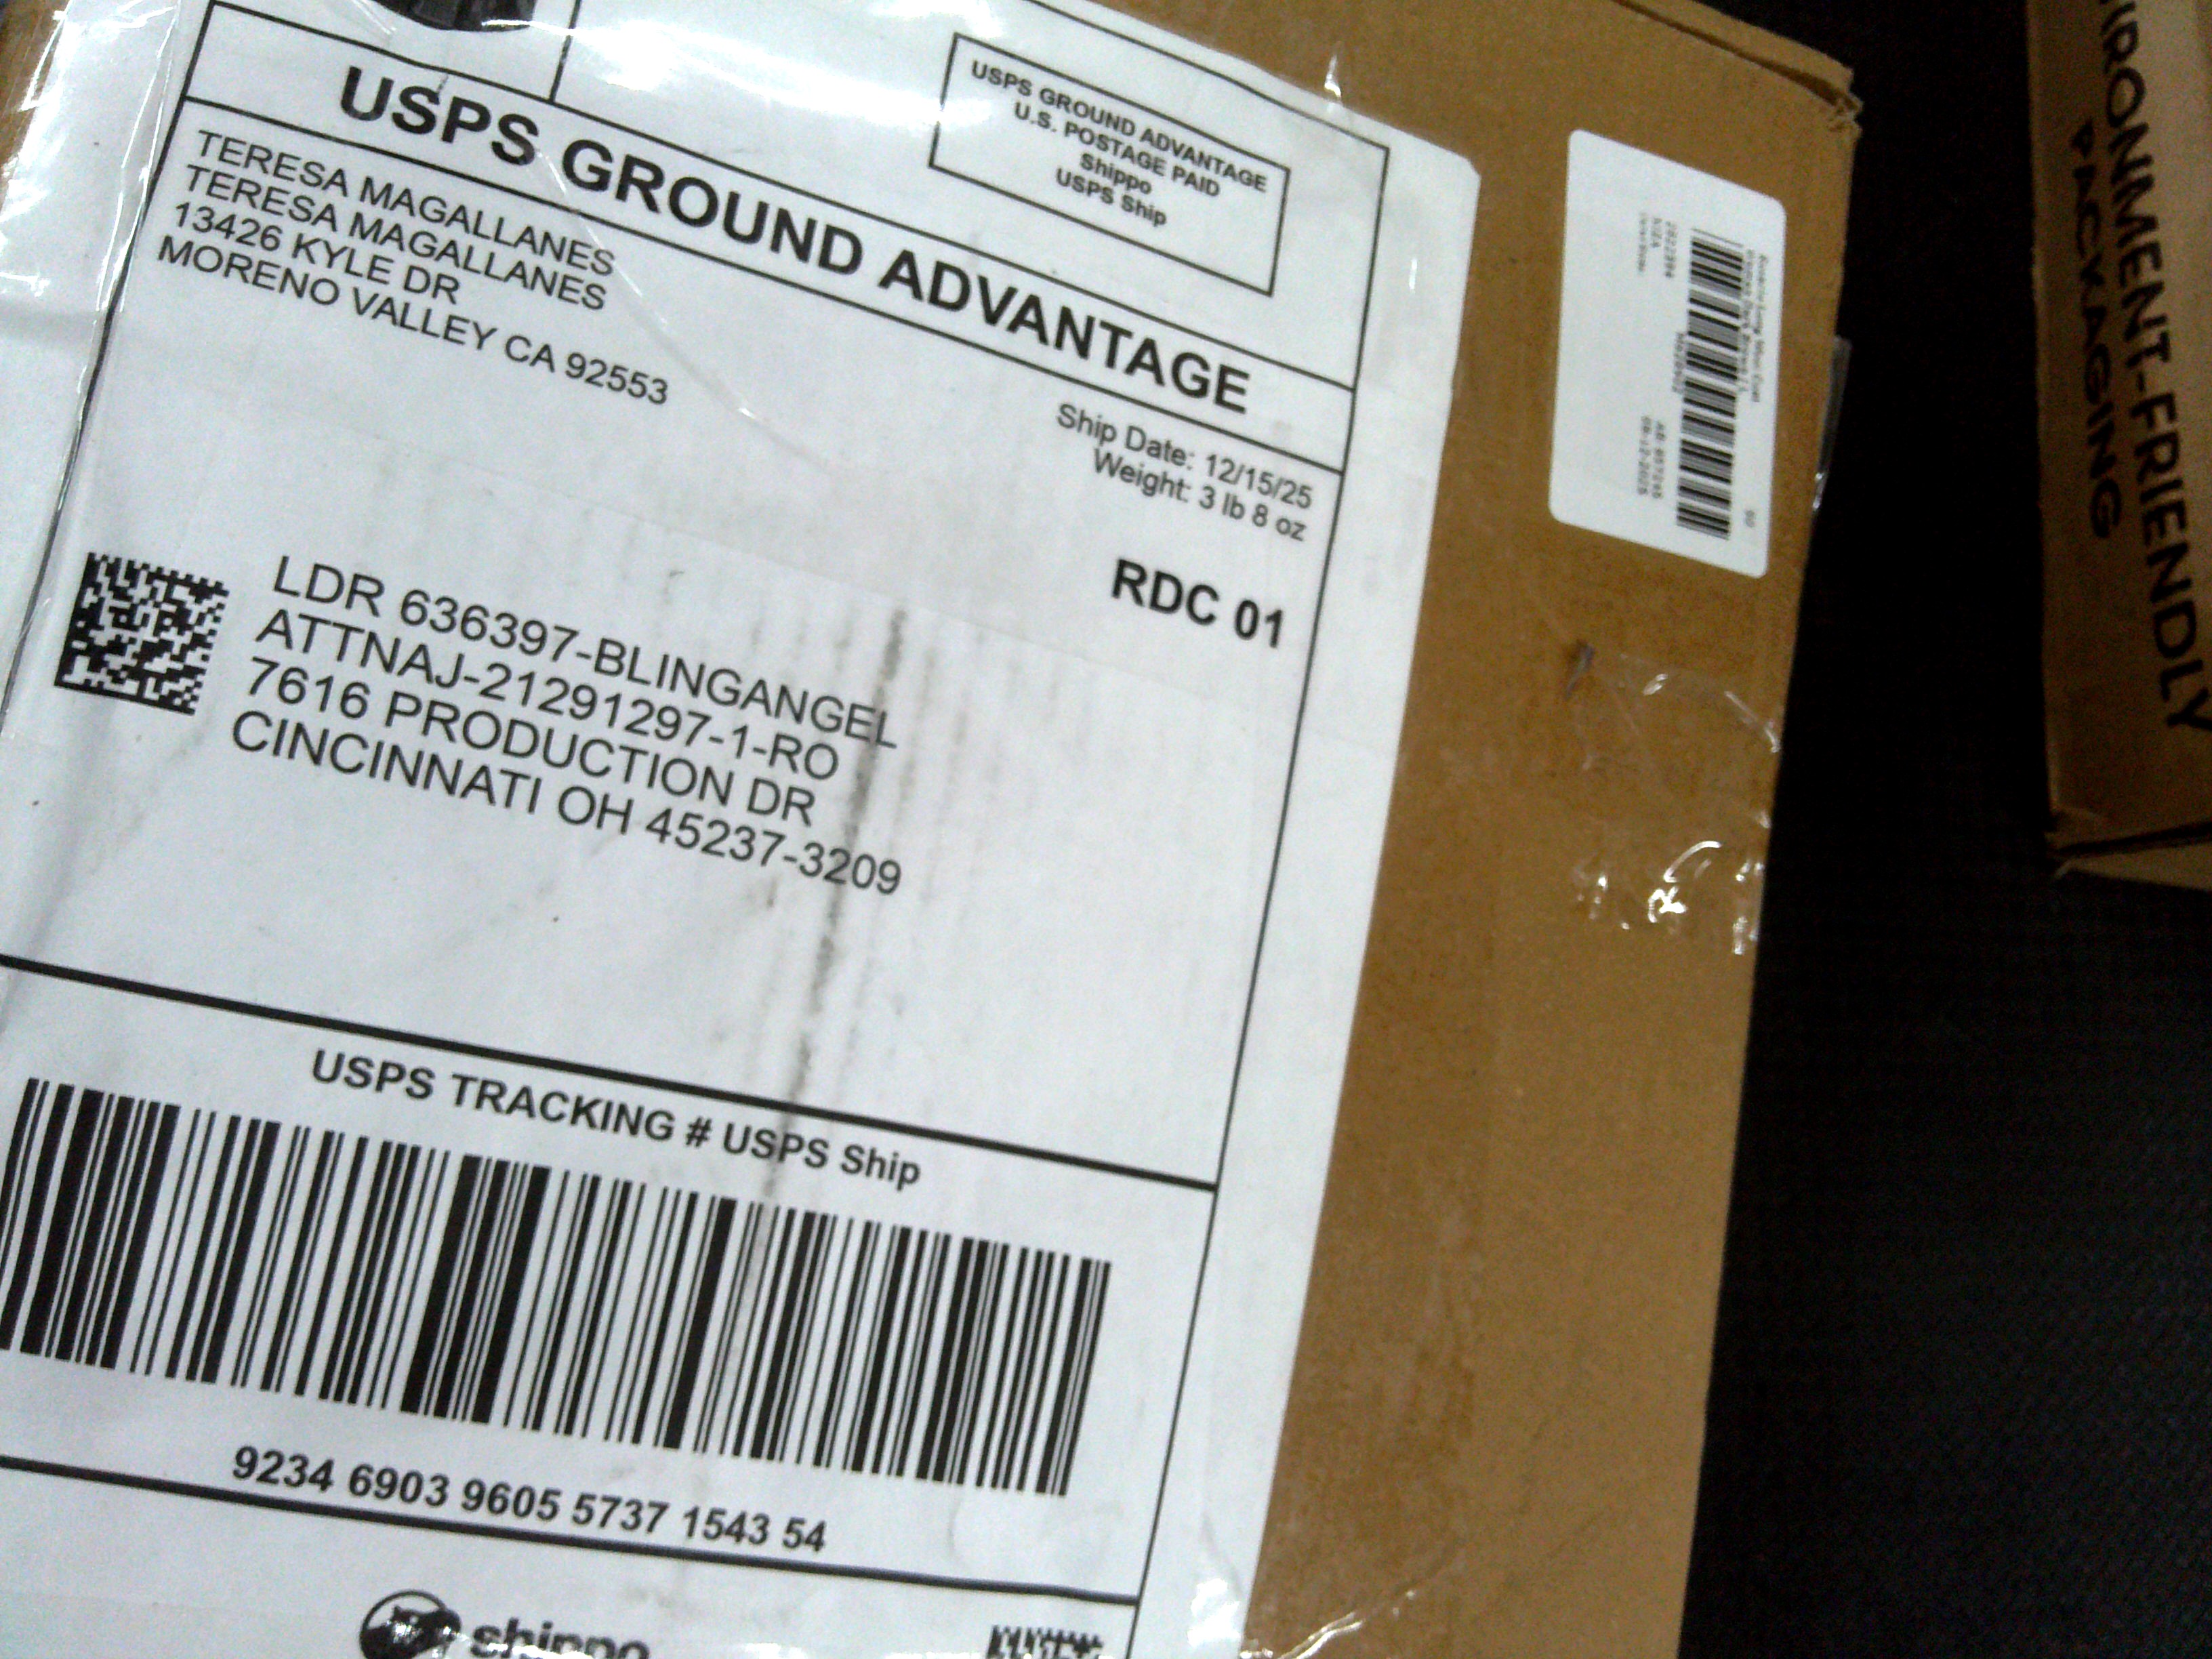 USPS GROUND ADVANTAGE
U.S. POSTAGE PAID
Shippo
USPS Ship
USPS GROUND ADVANTAGE
TERESA MAGALLANES
TERESA MAGALLANES
13426 KYLE DR
MORENO VALLEY CA 92553
Ship Date: 12/15/25
Weight: 3 lb 8 oz
RDC 01
LDR 636397-BLINGANGEL
ATTNAJ-21291297-1-RO
7616 PRODUCTION DR
CINCINNATI OH 45237-3209
USPS TRACKING # USPS Ship
9234 6903 9605 5737 1543 54
shippo
IRONMENT-FRIENDLY
PACKAGING